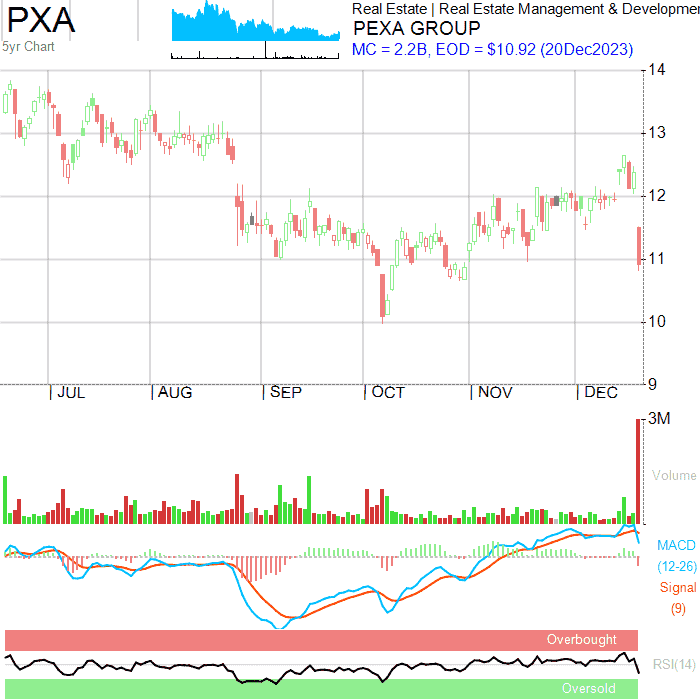 PXA
5yr Chart
Real Estate | Real Estate Management & Developmen
PEXA GROUP
MC = 2.2B, EOD = $10.92 (20Dec2023)
14
13
12
11
10
9
JUL
AUG
SEP
OCT
NOV
DEC
3M
Volume
MACD
(12-26)
Signal
(9)
Overbought
RSI(14)
Oversold